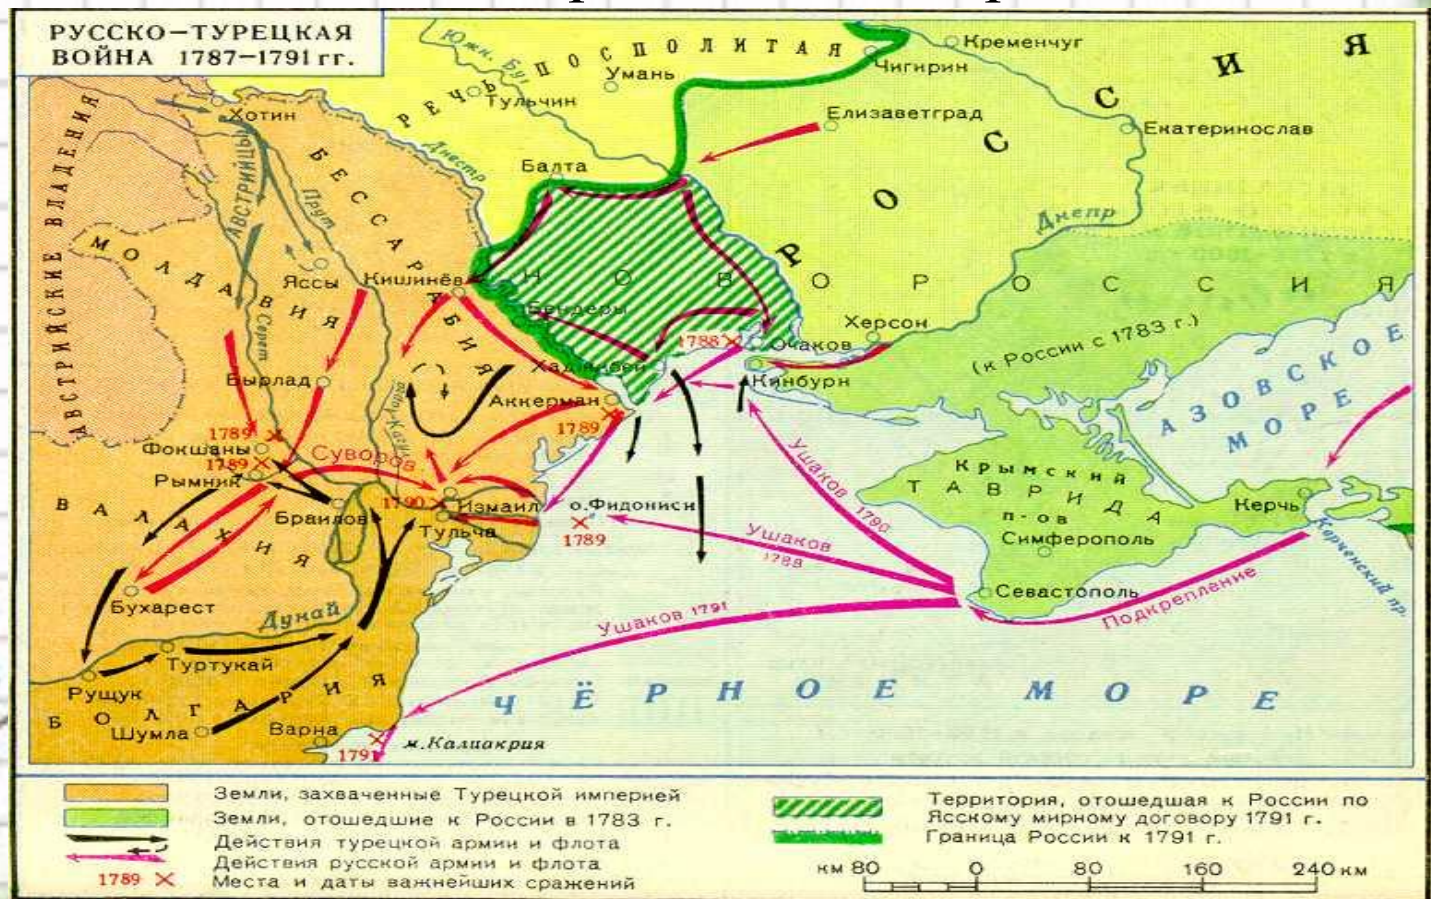 РУССКО–ТУРЕЦКАЯ
ВОЙНА 1787–1791 гг.
РЕЧЬ ПОСПОЛИТАЯ
Южн. Буг
Умань
Тульчин
Чигирин
Кременчуг
РОССИЯ
Елизаветград
Екатеринослав
Днепр
Хотин
АВСТРИЙСКИЕ ВЛАДЕНИЯ
АВСТРИЙЦЫ
БЕССАРАБИЯ
Днестр
Прут
Балта
МОЛДАВИЯ
Яссы
Кишинёв
НОВОРОССИЯ
Бендеры
Серет
Херсон
(к России с 1783 г.)
1788
Очаков
Кинбурн
Бырлад
Аккерман
1789
АЗОВСКОЕ
МОРЕ
1789
Фокшаны
1789
Рымник
Суворов
ВАЛАХИЯ
Браилов
1790
Измаил
Тульча
о.Фидониси
1789
Ушаков 1790
Ушаков
1788
Крымский
ТАВРИДА
п-ов
Симферополь
Керчь
Керченский пр.
Севастополь
Подкрепление
Бухарест
Дунай
Ушаков 1791
Туртукай
Рущук
БОЛГАРИЯ
Шумла
Варна
1791
м.Калиакрия
ЧЁРНОЕ МОРЕ
Земли, захваченные Турецкой империей
Земли, отошедшие к России в 1783 г.
Действия турецкой армии и флота
Действия русской армии и флота
1789 Места и даты важнейших сражений
Территория, отошедшая к России по
Ясскому мирному договору 1791 г.
Граница России к 1791 г.
км 80 0 80 160 240 км